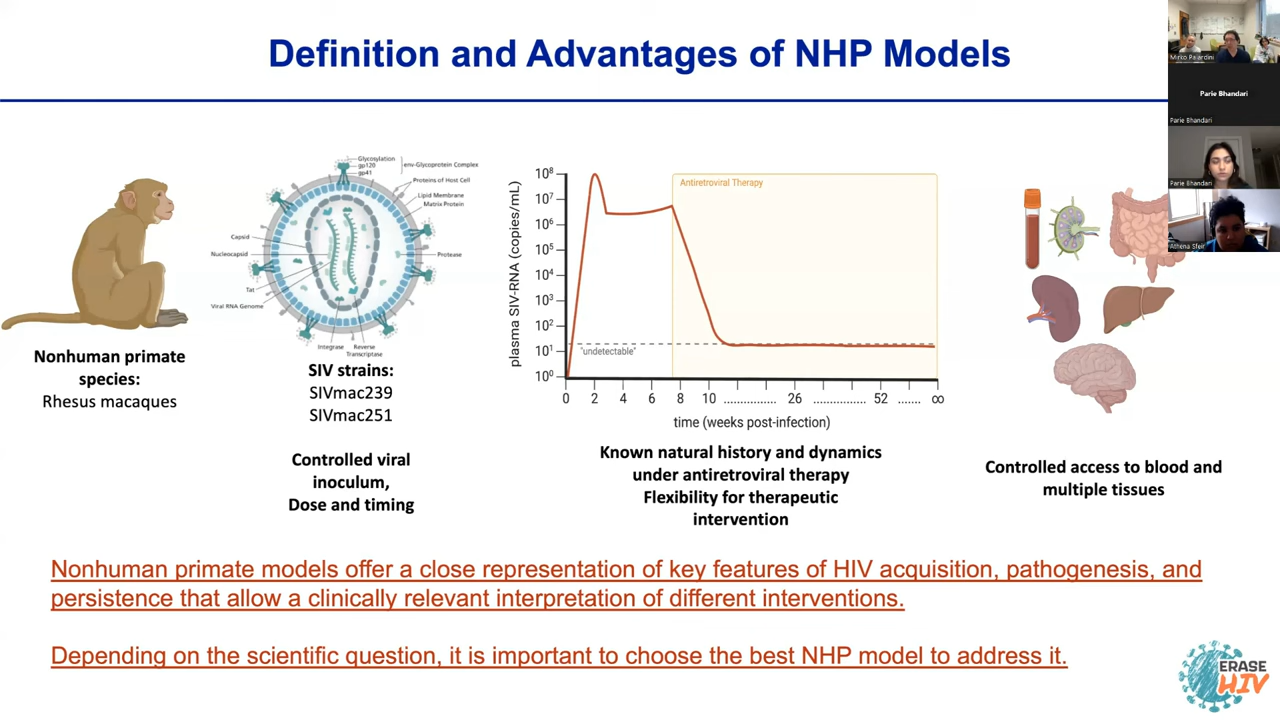 Definition and Advantages of NHP Models
Mirko Paiardini
Parie Bhandari
Parie Bhandari
Parie Bhandari
Athena Sfeir
Glycosylation
gp120
gp41
env-Glycoprotein Complex
Proteins of Host Cell
Lipid Membrane
Matrix Protein
Capsid
Nucleocapsid
Protease
Tat
Viral RNA Genome
Integrase
Reverse
Transcriptase
Nonhuman primate
species:
Rhesus macaques
SIV strains:
SIVmac239
SIVmac251
Controlled viral
inoculum,
Dose and timing
plasma SIV-RNA (copies/mL)
10⁸
10⁷
10⁶
10⁵
10⁴
10³
10²
10¹
10⁰
Antiretroviral Therapy
"undetectable"
0 2 4 6 8 10 ................ 26 ................ 52 ....... ∞
time (weeks post-infection)
Known natural history and dynamics
under antiretroviral therapy
Flexibility for therapeutic
intervention
Controlled access to blood and
multiple tissues
Nonhuman primate models offer a close representation of key features of HIV acquisition, pathogenesis, and
persistence that allow a clinically relevant interpretation of different interventions.
Depending on the scientific question, it is important to choose the best NHP model to address it.
ERASE
HIV